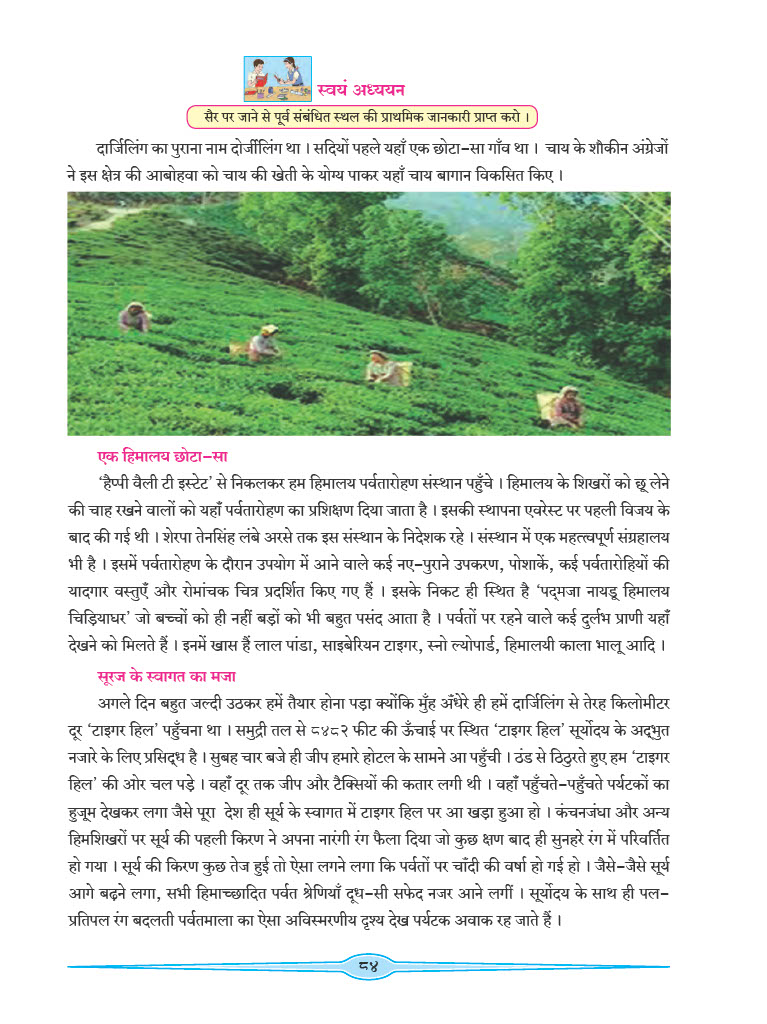 स्वयं अध्ययन
सैर पर जाने से पूर्व संबंधित स्थल की प्राथमिक जानकारी प्राप्त करो ।
दार्जिलिंग का पुराना नाम दोर्जीलिंग था । सदियों पहले यहाँ एक छोटा-सा गाँव था । चाय के शौकीन अंग्रेजों
ने इस क्षेत्र की आबोहवा को चाय की खेती के योग्य पाकर यहाँ चाय बागान विकसित किए ।
एक हिमालय छोटा-सा
‘हैप्पी वैली टी इस्टेट’ से निकलकर हम हिमालय पर्वतारोहण संस्थान पहुँचे । हिमालय के शिखरों को छू लेने
की चाह रखने वालों को यहाँ पर्वतारोहण का प्रशिक्षण दिया जाता है । इसकी स्थापना एवरेस्ट पर पहली विजय के
बाद की गई थी । शेरपा तेनसिंह लंबे अरसे तक इस संस्थान के निदेशक रहे । संस्थान में एक महत्त्वपूर्ण संग्रहालय
भी है । इसमें पर्वतारोहण के दौरान उपयोग में आने वाले कई नए-पुराने उपकरण, पोशाकें, कई पर्वतारोहियों की
यादगार वस्तुएँ और रोमांचक चित्र प्रदर्शित किए गए हैं । इसके निकट ही स्थित है ‘पद्मजा नायडू हिमालय
चिड़ियाघर’ जो बच्चों को ही नहीं बड़ों को भी बहुत पसंद आता है । पर्वतों पर रहने वाले कई दुर्लभ प्राणी यहाँ
देखने को मिलते हैं । इनमें खास हैं लाल पांडा, साइबेरियन टाइगर, स्नो ल्योपार्ड, हिमालयी काला भालू आदि ।
सूरज के स्वागत का मजा
अगले दिन बहुत जल्दी उठकर हमें तैयार होना पड़ा क्योंकि मुँह अँधेरे ही हमें दार्जिलिंग से तेरह किलोमीटर
दूर ‘टाइगर हिल’ पहुँचना था । समुद्री तल से ८४८२ फीट की ऊँचाई पर स्थित ‘टाइगर हिल’ सूर्योदय के अद्भुत
नजारे के लिए प्रसिद्ध है । सुबह चार बजे ही जीप हमारे होटल के सामने आ पहुँची । ठंड से ठिठुरते हुए हम ‘टाइगर
हिल’ की ओर चल पड़े । वहाँ दूर तक जीप और टैक्सियों की कतार लगी थी । वहाँ पहुँचते-पहुँचते पर्यटकों का
हुजूम देखकर लगा जैसे पूरा देश ही सूर्य के स्वागत में टाइगर हिल पर आ खड़ा हुआ हो । कंचनजंघा और अन्य
हिमशिखरों पर सूर्य की पहली किरण ने अपना नारंगी रंग फैला दिया जो कुछ क्षण बाद ही सुनहरे रंग में परिवर्तित
हो गया । सूर्य की किरण कुछ तेज हुई तो ऐसा लगने लगा कि पर्वतों पर चाँदी की वर्षा हो गई हो । जैसे-जैसे सूर्य
आगे बढ़ने लगा, सभी हिमाच्छादित पर्वत श्रेणियाँ दूध-सी सफेद नजर आने लगीं । सूर्योदय के साथ ही पल-
प्रतिपल रंग बदलती पर्वतमाला का ऐसा अविस्मरणीय दृश्य देख पर्यटक अवाक रह जाते हैं ।
८४